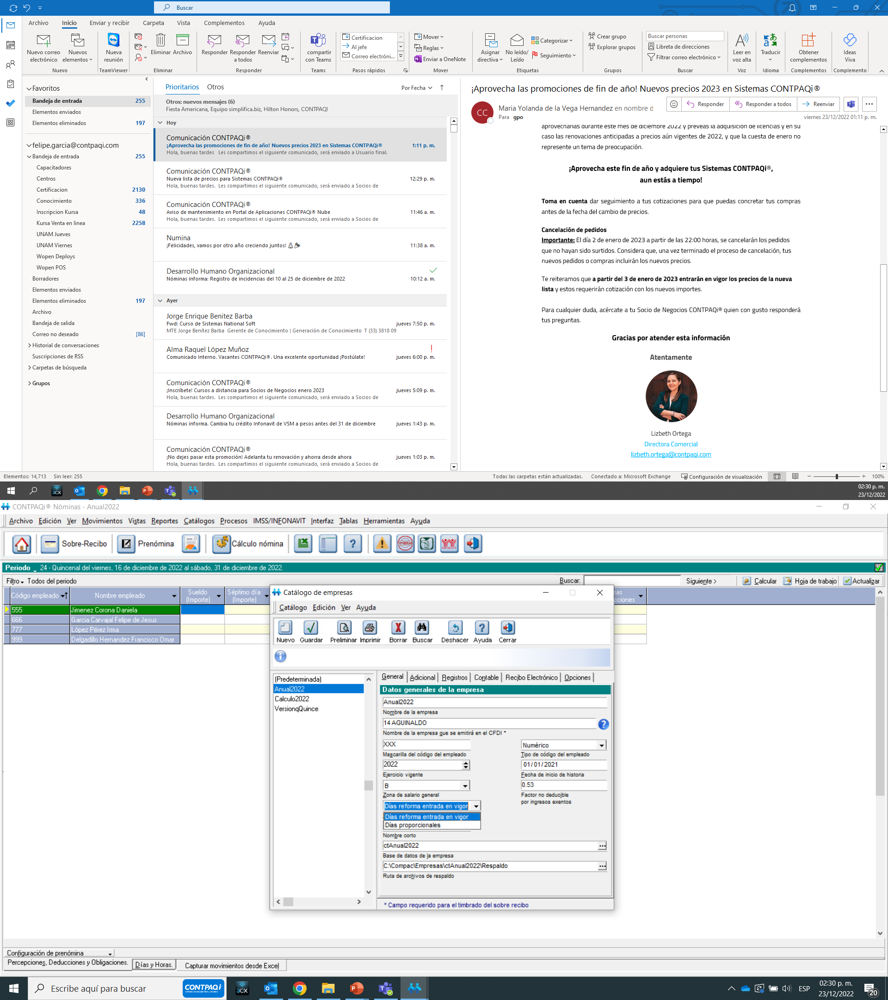 Buscar
Archivo Inicio Enviar y recibir Carpeta Vista Complementos Ayuda
Nuevo correo electrónico
Nuevos elementos
Nueva reunión
Eliminar Archivo
Responder
Responder a todos
Reenviar
compartir con Teams
Certificacion
Al jefe
Correo electróni...
Mover
Reglas
Enviar a OneNote
Asignar directiva
No leído/ Leído
Categorizar
Seguimiento
Crear grupo
Explorar grupos
Buscar personas
Libreta de direcciones
Filtrar correo electrónico
Leer en voz alta
Traducir
Obtener complementos
Ideas Viva
Nuevo TeamViewer Eliminar Responder Teams Pasos rápidos Mover Etiquetas Grupos Buscar Voz Idioma Complementos Complemento
Favoritos
Bandeja de entrada 255
Elementos enviados
Elementos eliminados 197
felipe.garcia@contpaqi.com
Bandeja de entrada 255
Capacitadores
Centros
Certificacion 2130
Conocimiento 336
Inscripcion Kursa 48
Kursa Venta en linea 2258
UNAM Jueves
UNAM Viernes
Wopen Deploys
Wopen POS
Borradores
Elementos enviados
Elementos eliminados 197
Archivo
Bandeja de salida
Correo no deseado [86]
Historial de conversaciones
Suscripciones de RSS
Carpetas de búsqueda
Grupos
Prioritarios Otros Por Fecha
Otros: nuevos mensajes (6)
Fiesta Americana, Equipo simplifica.biz, Hilton Honors, CONTPAQI
Hoy
Comunicación CONTPAQi®
¡Aprovecha las promociones de fin de año! Nuevos precios 2023 en Sistemas CONTPAQi® 1:11 p. m.
Hola, buenas tardes Les compartimos el siguiente comunicado, será enviado a Usuario final.
Comunicación CONTPAQi®
Nueva lista de precios para Sistemas CONTPAQi® 12:29 p. m.
Hola, buenas tardes. Les compartimos el siguiente comunicado, será enviado a Socios de
Comunicación CONTPAQi®
Aviso de mantenimiento en Portal de Aplicaciones CONTPAQi® Nube 11:46 a. m.
Hola, buenas tardes. Les compartimos el siguiente comunicado, será enviado a Socios de
Numina
¡Felicidades, vamos por otro año creciendo juntos! 11:38 a. m.
Desarrollo Humano Organizacional
Nóminas informa: Registro de incidencias del 10 al 25 de diciembre de 2022 10:12 a. m.
Ayer
Jorge Enrique Benitez Barba
Fwd: Curso de Sistemas National Soft jueves 7:50 p. m.
MTE Jorge Benítez Barba Gerente de Conocimiento | Generación de Conocimiento T (33) 3818 09
Alma Raquel López Muñoz
Comunicado Interno. Vacantes CONTPAQi®. Una excelente oportunidad ¡Postúlate! jueves 6:00 p. m.
Comunicación CONTPAQi®
¡Inscríbete! Cursos a distancia para Socios de Negocios enero 2023 jueves 5:09 p. m.
Hola, buenas tardes. Les compartimos el siguiente comunicado, será enviado a Socios de
Desarrollo Humano Organizacional
Nóminas informa. Cambia tu crédito Infonavit de VSM a pesos antes del 31 de diciembre jueves 1:43 p. m.
Comunicación CONTPAQi®
¡No dejes pasar esta promoción! Adelanta tu renovación y ahorra desde ahora jueves 1:03 p. m.
Hola, buenas tardes. Les compartimos el siguiente comunicado, será enviado a Socios de
¡Aprovecha las promociones de fin de año! Nuevos precios 2023 en Sistemas CONTPAQi®
CC
Maria Yolanda de la Vega Hernandez en nombre d
Para gpo
Responder Responder a todos Reenviar
viernes 23/12/2022 01:11 p. m.
aprovecharlas durante este mes de diciembre 2022 y preveas la adquisición de licencias y en su
caso las renovaciones anticipadas a precios aún vigentes de 2022, y que la cuesta de enero no
represente un tema de preocupación.
¡Aprovecha este fin de año y adquiere tus Sistemas CONTPAQi®,
aun estás a tiempo!
Toma en cuenta dar seguimiento a tus cotizaciones para que puedas concretar tus compras
antes de la fecha del cambio de precios.
Cancelación de pedidos
Importante: El día 2 de enero de 2023 a partir de las 22:00 horas, se cancelarán los pedidos
que no hayan sido surtidos. Considera que, una vez terminado el proceso de cancelación, tus
nuevos pedidos o compras incluirán los nuevos precios.
Te reiteramos que a partir del 3 de enero de 2023 entrarán en vigor los precios de la nueva
lista y estos requerirán cotización con los nuevos importes.
Para cualquier duda, acércate a tu Socio de Negocios CONTPAQi® quien con gusto responderá
tus preguntas.
Gracias por atender esta información
Atentamente
Lizbeth Ortega
Directora Comercial
lizbeth.ortega@contpaqi.com
Elementos: 14,713 Sin leer: 255 Todas las carpetas están actualizadas. Conectado a: Microsoft Exchange Configuración de visualización 100%
3CX
02:30 p. m.
23/12/2022
CONTPAQi® Nóminas - Anual2022
Archivo Edición Ver Movimientos Vistas Reportes Catálogos Procesos IMSS/INFONAVIT Interfaz Tablas Herramientas Ayuda
Sobre-Recibo Prenómina Cálculo nómina TIMBRAR
Periodo 24 - Quincenal del viernes, 16 de diciembre de 2022 al sábado, 31 de diciembre de 2022.
Filtro Todos del periodo Buscar: Siguiente > Calcular Hoja de trabajo Actualizar
Código empleado Nombre empleado Sueldo (Importe) Séptimo día (Importe) ras cciones
555 Jimenez Corona Daniela
666 Garcia Carvajal Felipe de Jesus
777 López Pérez Irma
999 Delgadillo Hernandez Francisco Omar
Catálogo de empresas
Catálogo Edición Ver Ayuda
Nuevo Guardar Preliminar Imprimir Borrar Buscar Deshacer Ayuda Cerrar
(Predeterminada)
Anual2022
Calculo2022
VersionqQuince
General Adicional Registros Contable Recibo Electrónico Opciones
Datos generales de la empresa
Anual2022
Nombre de la empresa
14 AGUINALDO
Nombre de la empresa que se emitirá en el CFDI *
XXX Numérico
Mascarilla del código del empleado Tipo de código del empleado
2022 01/01/2021
Ejercicio vigente Fecha de inicio de historia
B 0.53
Zona de salario general Factor no deducible
por ingresos exentos
Días reforma entrada en vigor
Días reforma entrada en vigor
Días proporcionales
Nombre corto
ctAnual2022
Base de datos de la empresa
C:\Compac\Empresas\ctAnual2022\Respaldo
Ruta de archivos de respaldo
* Campo requerido para el timbrado del sobre recibo
Configuración de prenómina
Percepciones, Deducciones y Obligaciones. Días y Horas. Capturar movimientos desde Excel
Escribe aquí para buscar CONTPAQi 3CX ESP
02:30 p. m.
23/12/2022
20